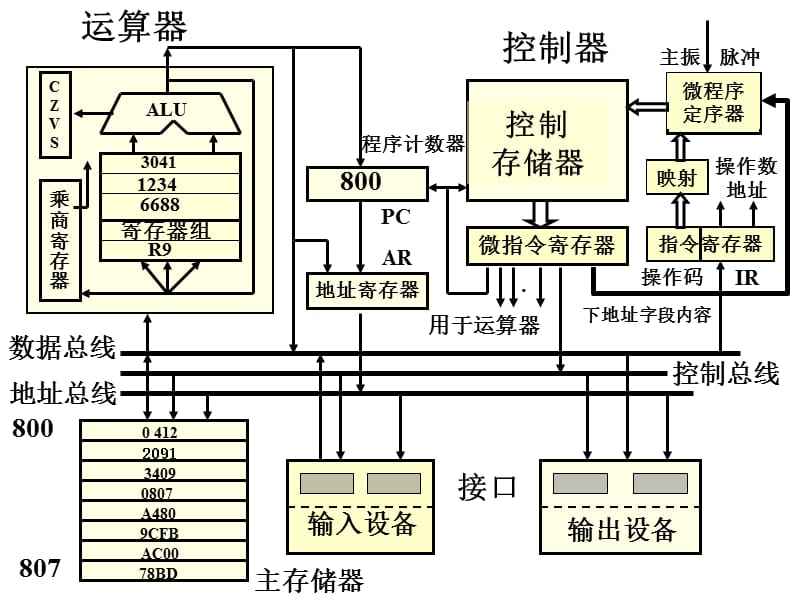 运算器
控制器
主振 脉冲
C
Z
V
S
ALU
控制
存储器
微程序
定序器
程序计数器
3041
1234
6688
寄存器组
R9
乘
商
寄
存
器
800
PC
映射
操作数
地址
AR
微指令寄存器
指令寄存器
地址寄存器
操作码
IR
用于运算器
下地址字段内容
数据总线
控制总线
地址总线
800
0 412
2091
3409
0807
A480
9CFB
AC00
78BD
807
主存储器
接口
输入设备
输出设备